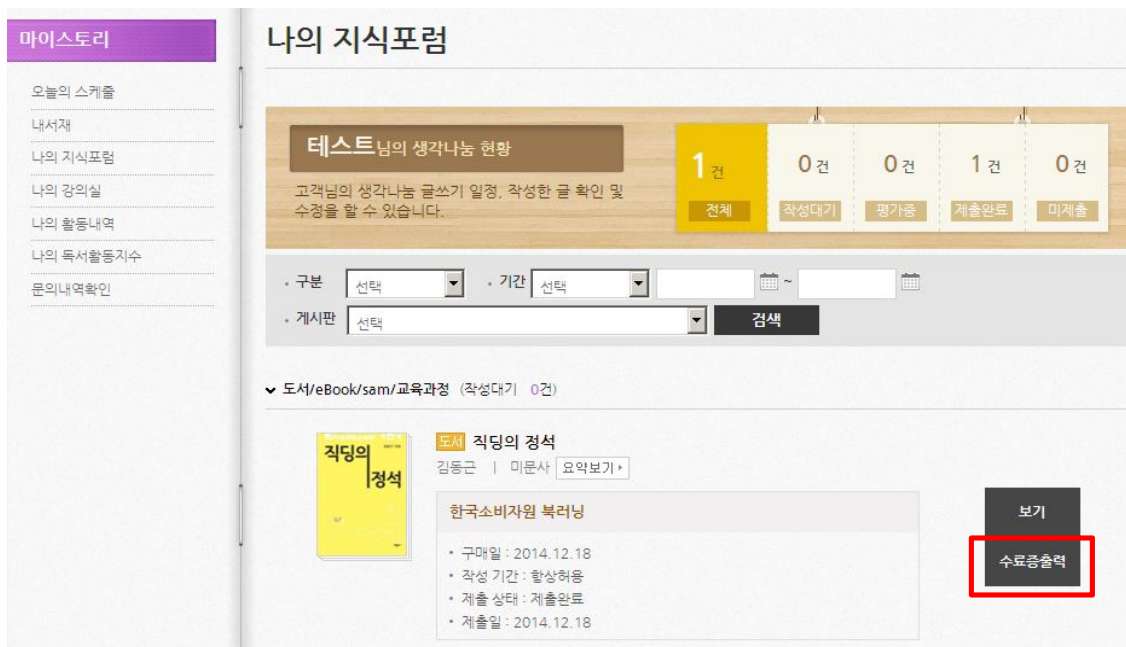 마이스토리
오늘의 스케줄
내서재
나의 지식포럼
나의 강의실
나의 활동내역
나의 독서활동지수
문의내역확인
나의 지식포럼
테스트님의 생각나눔 현황
고객님의 생각나눔 글쓰기 일정, 작성한 글 확인 및
수정을 할 수 있습니다.
1건 0건 0건 1건 0건
전체 작성대기 평가중 제출완료 미제출
구분 선택 기간 선택 ~
게시판 선택 검색
도서/eBook/sam/교육과정 (작성대기 0건)
직딩의
정석
도서 직딩의 정석
김동근 | 미문사 요약보기
한국소비자원 북러닝
• 구매일 : 2014.12.18
• 작성 기간 : 항상허용
• 제출 상태 : 제출완료
• 제출일 : 2014.12.18
보기
수료증출력